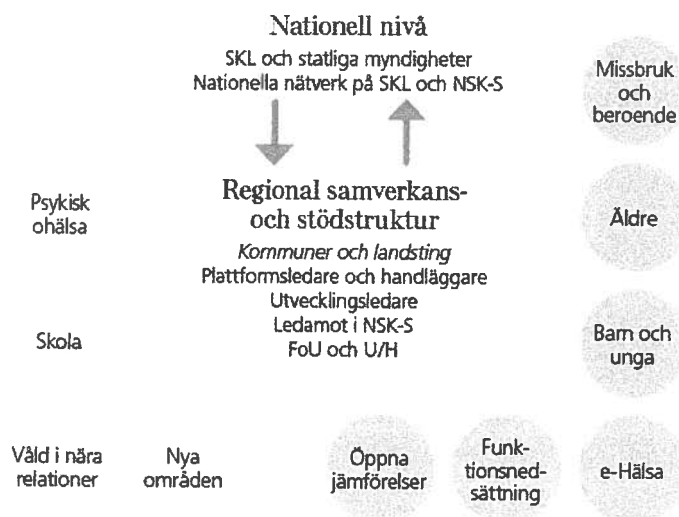 Nationell nivå
SKL och statliga myndigheter
Nationella nätverk på SKL och NSK-S
Missbruk
och
beroende
Regional samverkans-
och stödstruktur
Kommuner och landsting
Plattformsledare och handläggare
Utvecklingsledare
Ledamot i NSK-S
FoU och U/H
Psykisk
ohälsa
Äldre
Skola
Barn och
unga
Våld i nära
relationer
Nya
områden
Öppna
jämförelser
Funk-
tionsned-
sättning
e-Hälsa